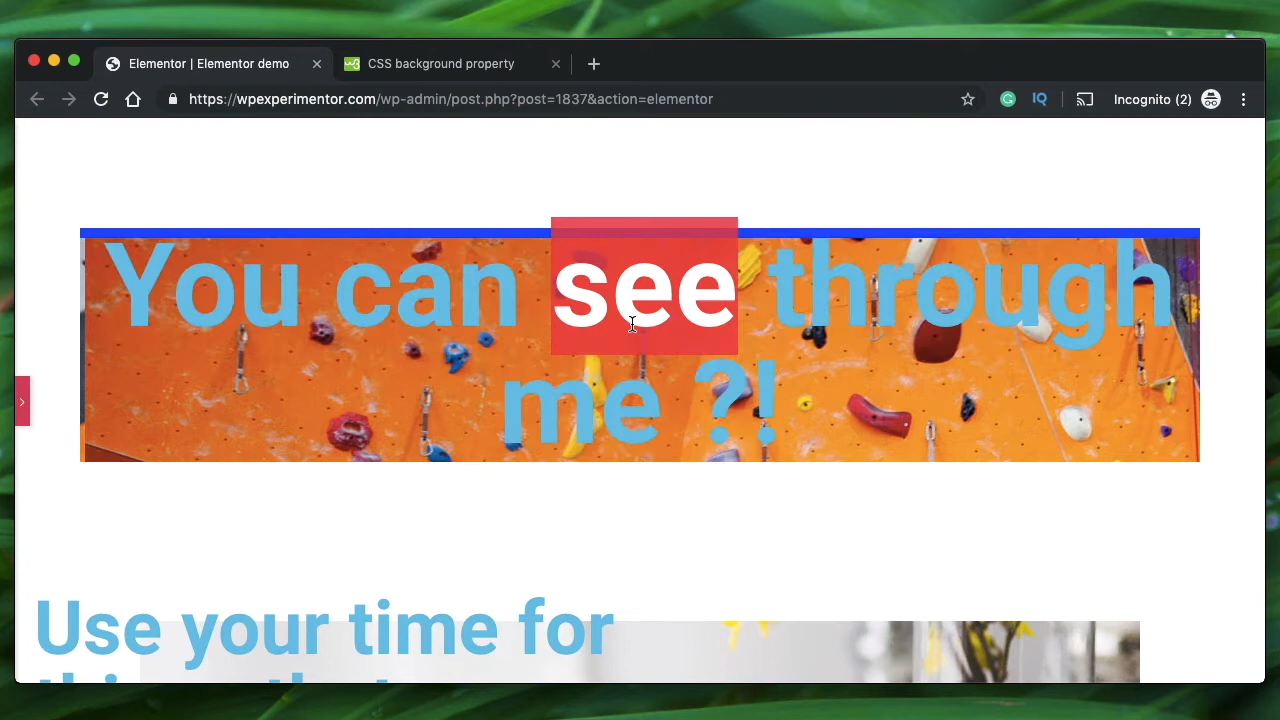 Elementor | Elementor demo
CSS background property
https://wpexperimentor.com/wp-admin/post.php?post=1837&action=elementor
IQ
Incognito (2)
You can see through
me ?!
Use your time for